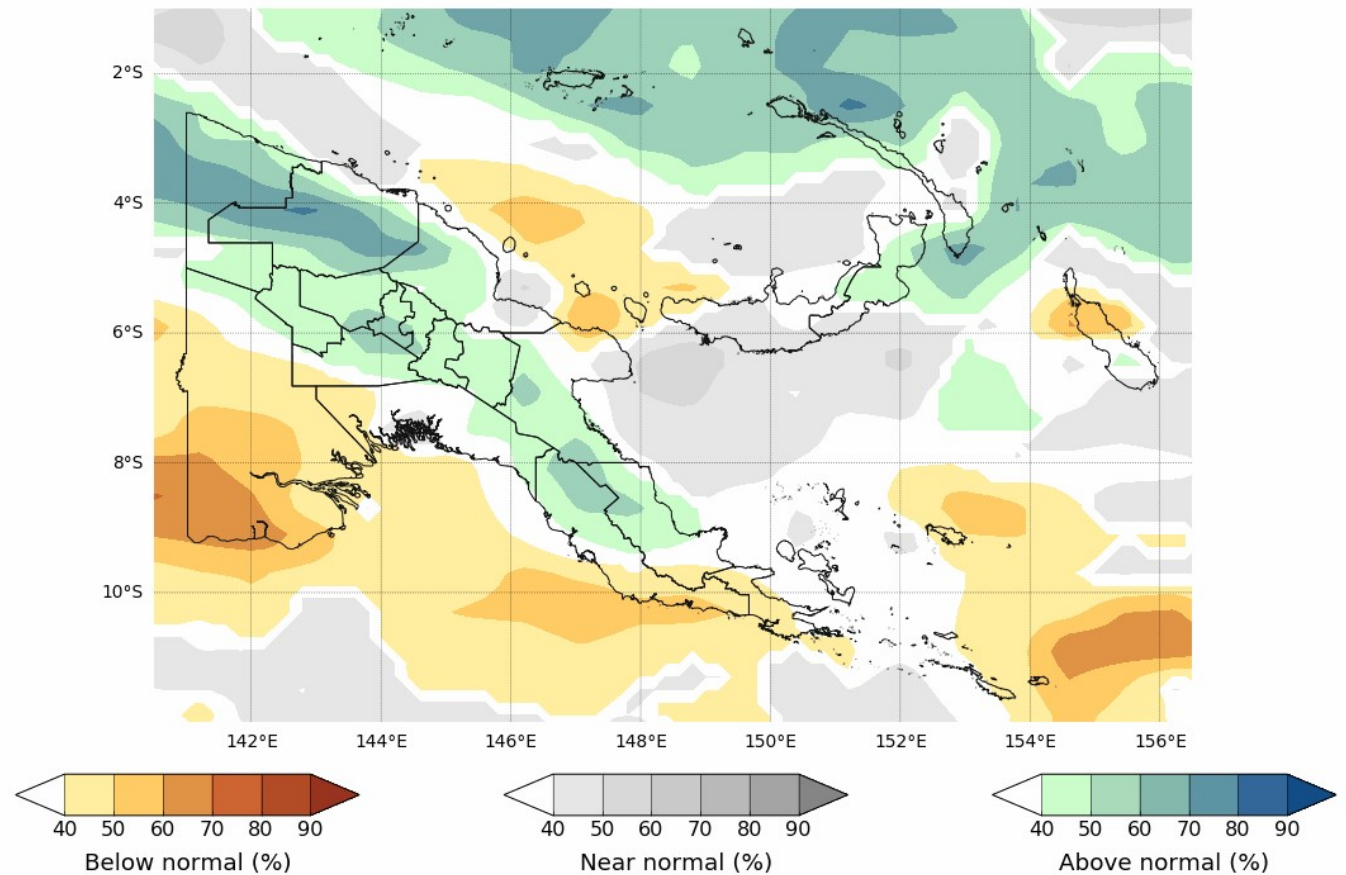 2°S
4°S
6°S
8°S
10°S
142°E 144°E 146°E 148°E 150°E 152°E 154°E 156°E
40 50 60 70 80 90
Below normal (%)
40 50 60 70 80 90
Near normal (%)
40 50 60 70 80 90
Above normal (%)